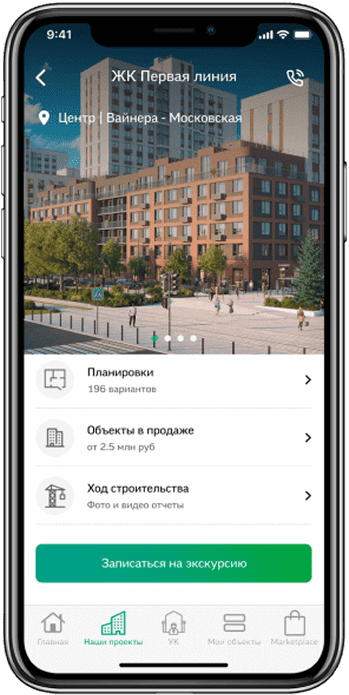 9:41
ЖК Первая линия
Центр | Вайнера - Московская
Планировки
196 вариантов
Объекты в продаже
от 2.5 млн руб
Ход строительства
Фото и видео отчеты
Записаться на экскурсию
Главная
Наши проекты
УК
Мои объекты
Marketplace